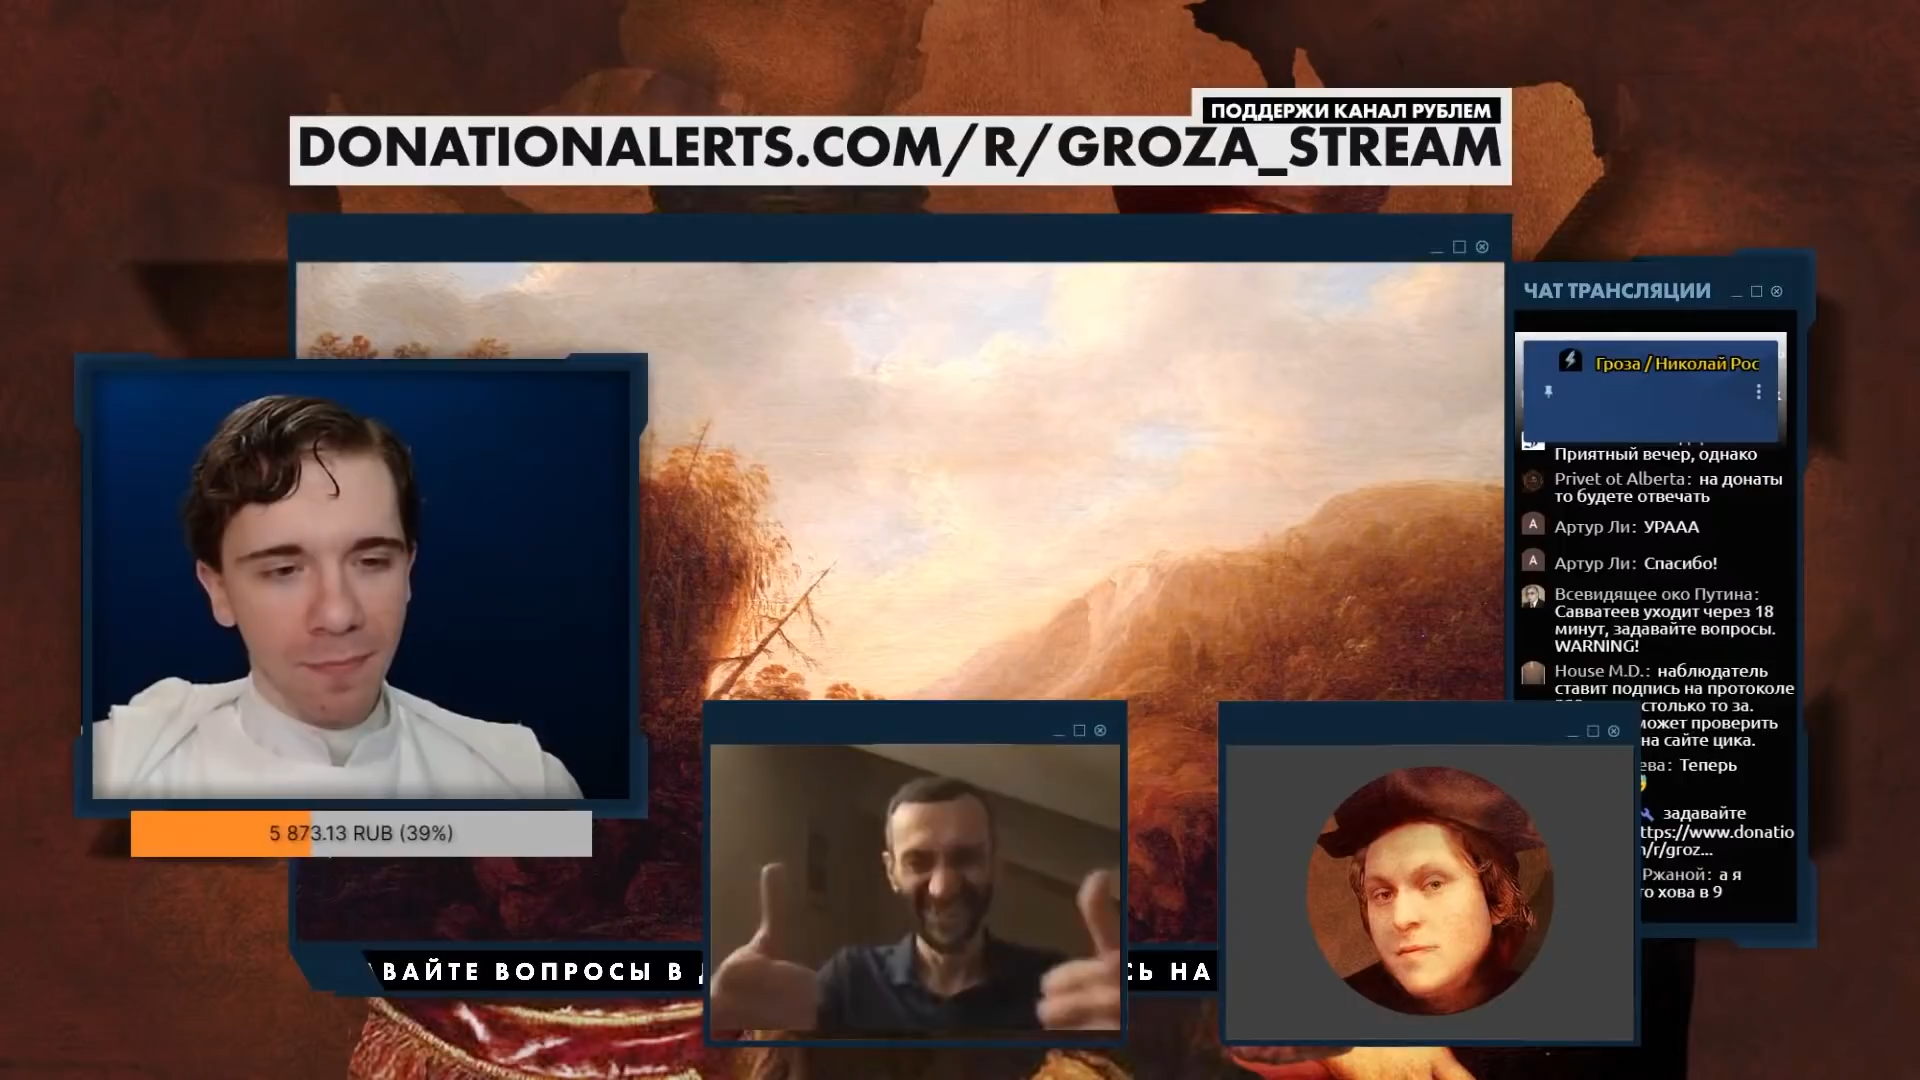 ПОДДЕРЖИ КАНАЛ РУБЛЕМ
DONATIONALERTS.COM/R/GROZA_STREAM
ЧАТ ТРАНСЛЯЦИИ
Гроза / Николай Рос
Приятный вечер, однако
Privet ot Alberta: на донаты
то будете отвечать
Артур Ли: УРААА
Артур Ли: Спасибо!
Всевидящее око Путина:
Савватеев уходит через 18
минут, задавайте вопросы.
WARNING!
House M.D.: наблюдатель
ставит подпись на протоколе
столько то за.
может проверить
на сайте цика.
ева: Теперь
задавайте
ttps://www.donatio
n/r/groz...
Ржаной: а я
го хова в 9
5 873.13 RUB (39%)
ВАЙТЕ ВОПРОСЫ В
СЬ НА